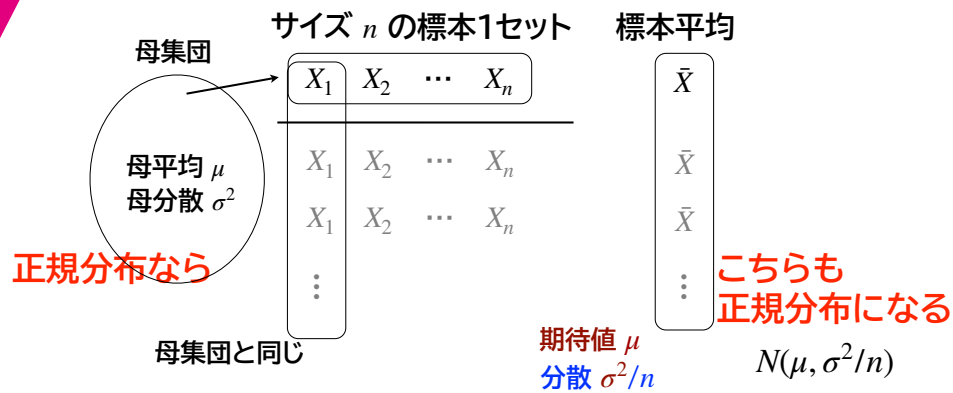 サイズ n の標本1セット
標本平均
母集団
X₁ X₂ … Xₙ
X̄
母平均 μ
母分散 σ²
X₁ X₂ … Xₙ
X̄
X₁ X₂ … Xₙ
X̄
正規分布なら
⋮
⋮
こちらも
正規分布になる
母集団と同じ
期待値 μ
分散 σ²/n
N(μ, σ²/n)